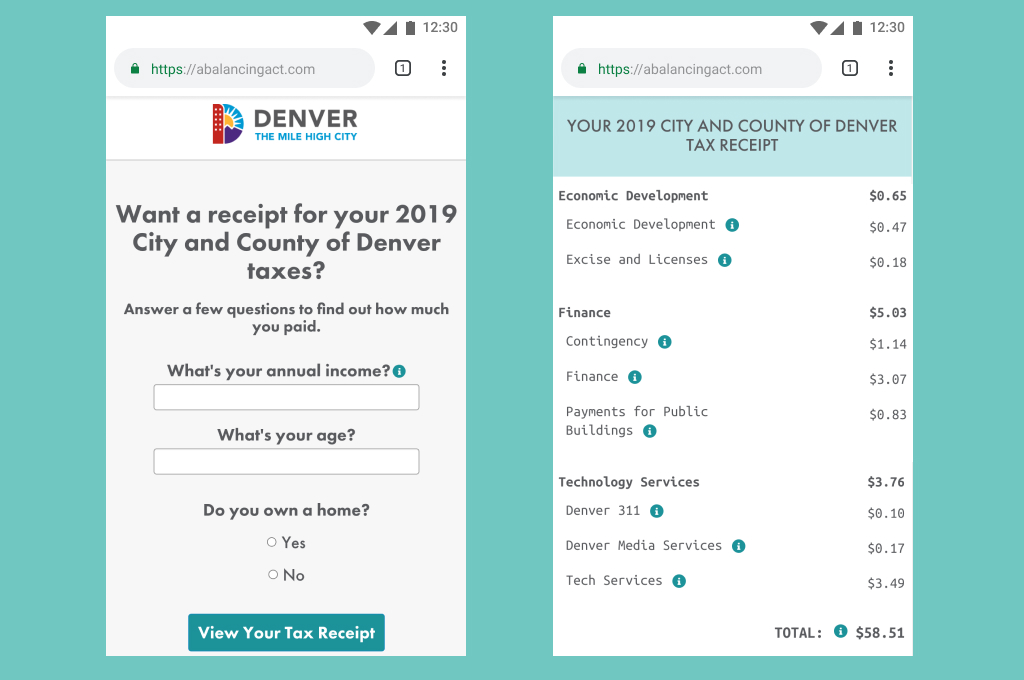 12:30
https://abalancingact.com
1
DENVER
THE MILE HIGH CITY
Want a receipt for your 2019
City and County of Denver
taxes?
Answer a few questions to find out how much
you paid.
What's your annual income? i
What's your age?
Do you own a home?
Yes
No
View Your Tax Receipt
12:30
https://abalancingact.com
1
YOUR 2019 CITY AND COUNTY OF DENVER
TAX RECEIPT
Economic Development $0.65
Economic Development i $0.47
Excise and Licenses i $0.18
Finance $5.03
Contingency i $1.14
Finance i $3.07
Payments for Public $0.83
Buildings i
Technology Services $3.76
Denver 311 i $0.10
Denver Media Services i $0.17
Tech Services i $3.49
TOTAL: i $58.51